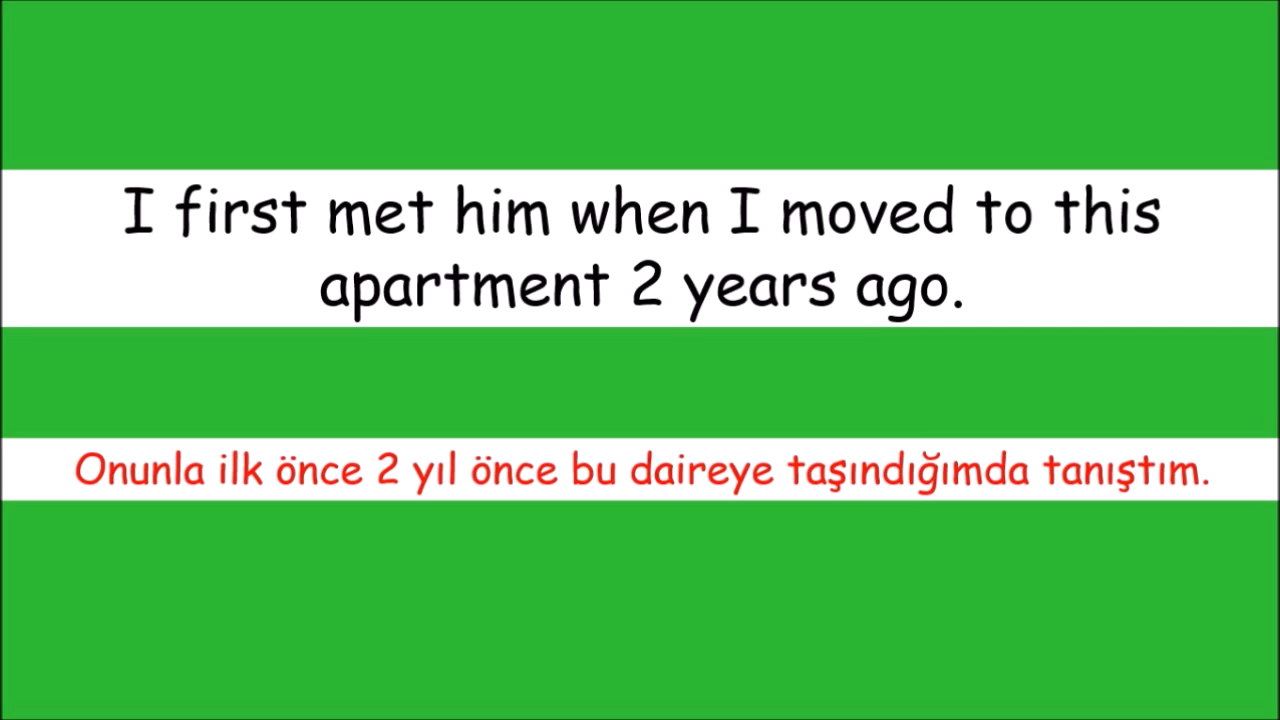 I first met him when I moved to this
apartment 2 years ago.
Onunla ilk önce 2 yıl önce bu daireye taşındığımda tanıştım.